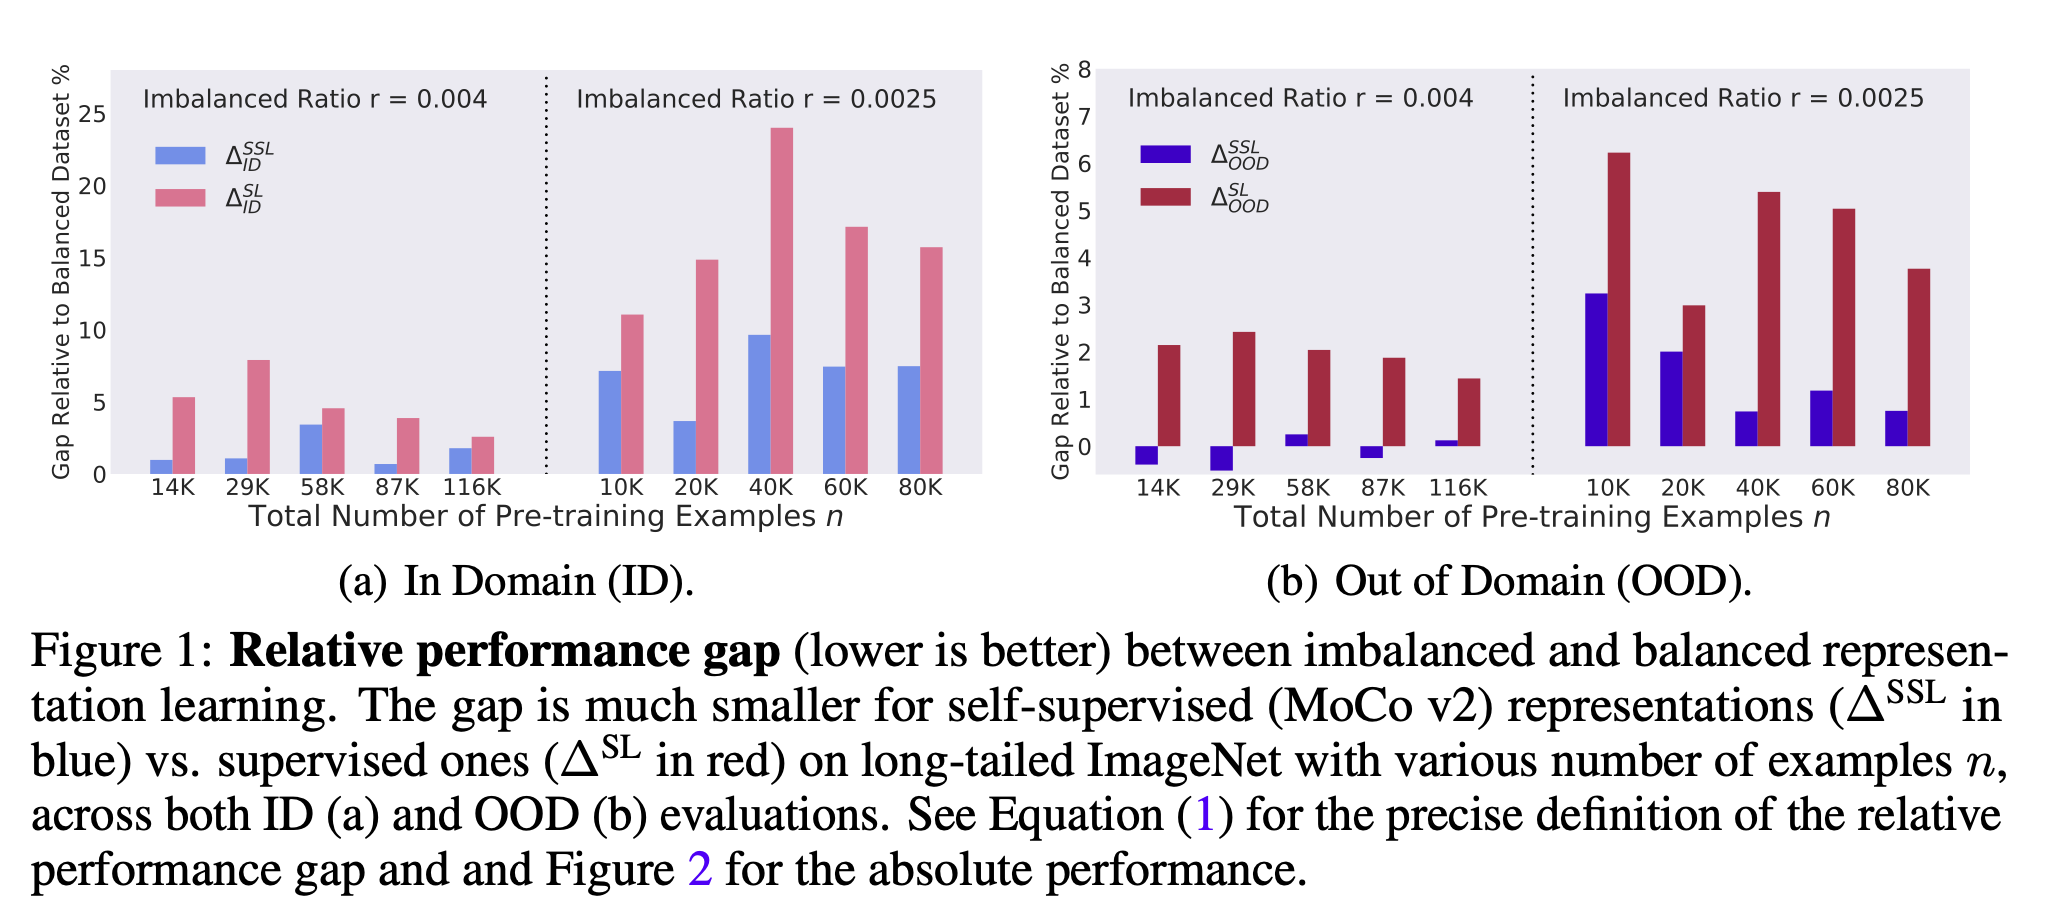 Gap Relative to Balanced Dataset %
Imbalanced Ratio r = 0.004
Imbalanced Ratio r = 0.0025
Δ^{SSL}_{ID}
Δ^{SL}_{ID}
25
20
15
10
5
0
14K 29K 58K 87K 116K 10K 20K 40K 60K 80K
Total Number of Pre-training Examples n
(a) In Domain (ID).
Gap Relative to Balanced Dataset %
Imbalanced Ratio r = 0.004
Imbalanced Ratio r = 0.0025
Δ^{SSL}_{OOD}
Δ^{SL}_{OOD}
8
7
6
5
4
3
2
1
0
14K 29K 58K 87K 116K 10K 20K 40K 60K 80K
Total Number of Pre-training Examples n
(b) Out of Domain (OOD).
Figure 1: Relative performance gap (lower is better) between imbalanced and balanced represen-
tation learning. The gap is much smaller for self-supervised (MoCo v2) representations (Δ^{SSL} in
blue) vs. supervised ones (Δ^{SL} in red) on long-tailed ImageNet with various number of examples n,
across both ID (a) and OOD (b) evaluations. See Equation (1) for the precise definition of the relative
performance gap and and Figure 2 for the absolute performance.